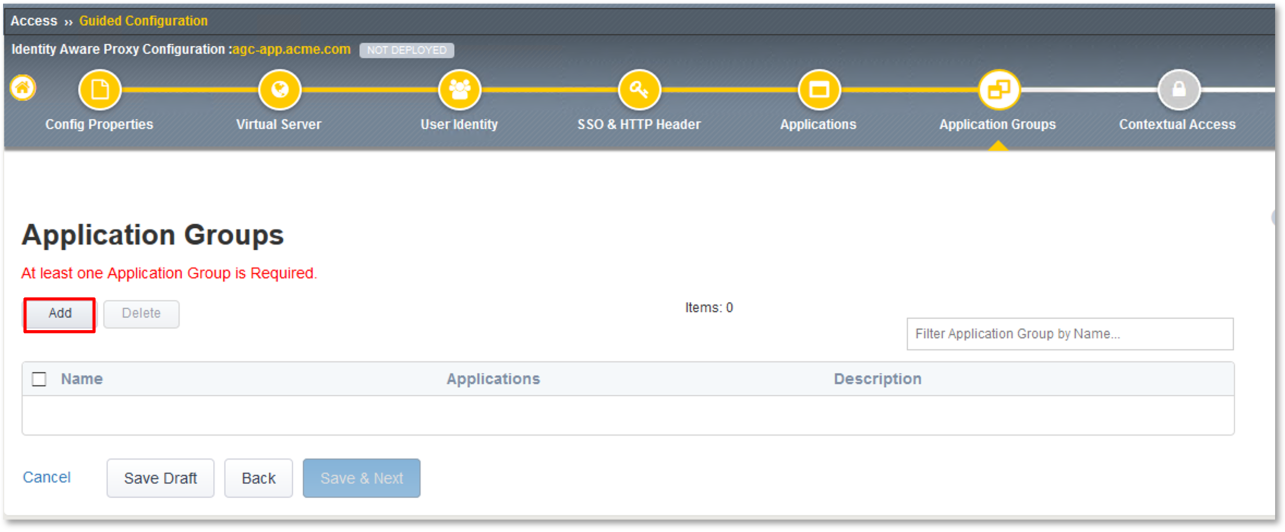 Access » Guided Configuration
Identity Aware Proxy Configuration :agc-app.acme.com NOT DEPLOYED
Config Properties Virtual Server User Identity SSO & HTTP Header Applications Application Groups Contextual Access
Application Groups
At least one Application Group is Required.
Add Delete Items: 0
Filter Application Group by Name...
Name Applications Description
Cancel Save Draft Back Save & Next